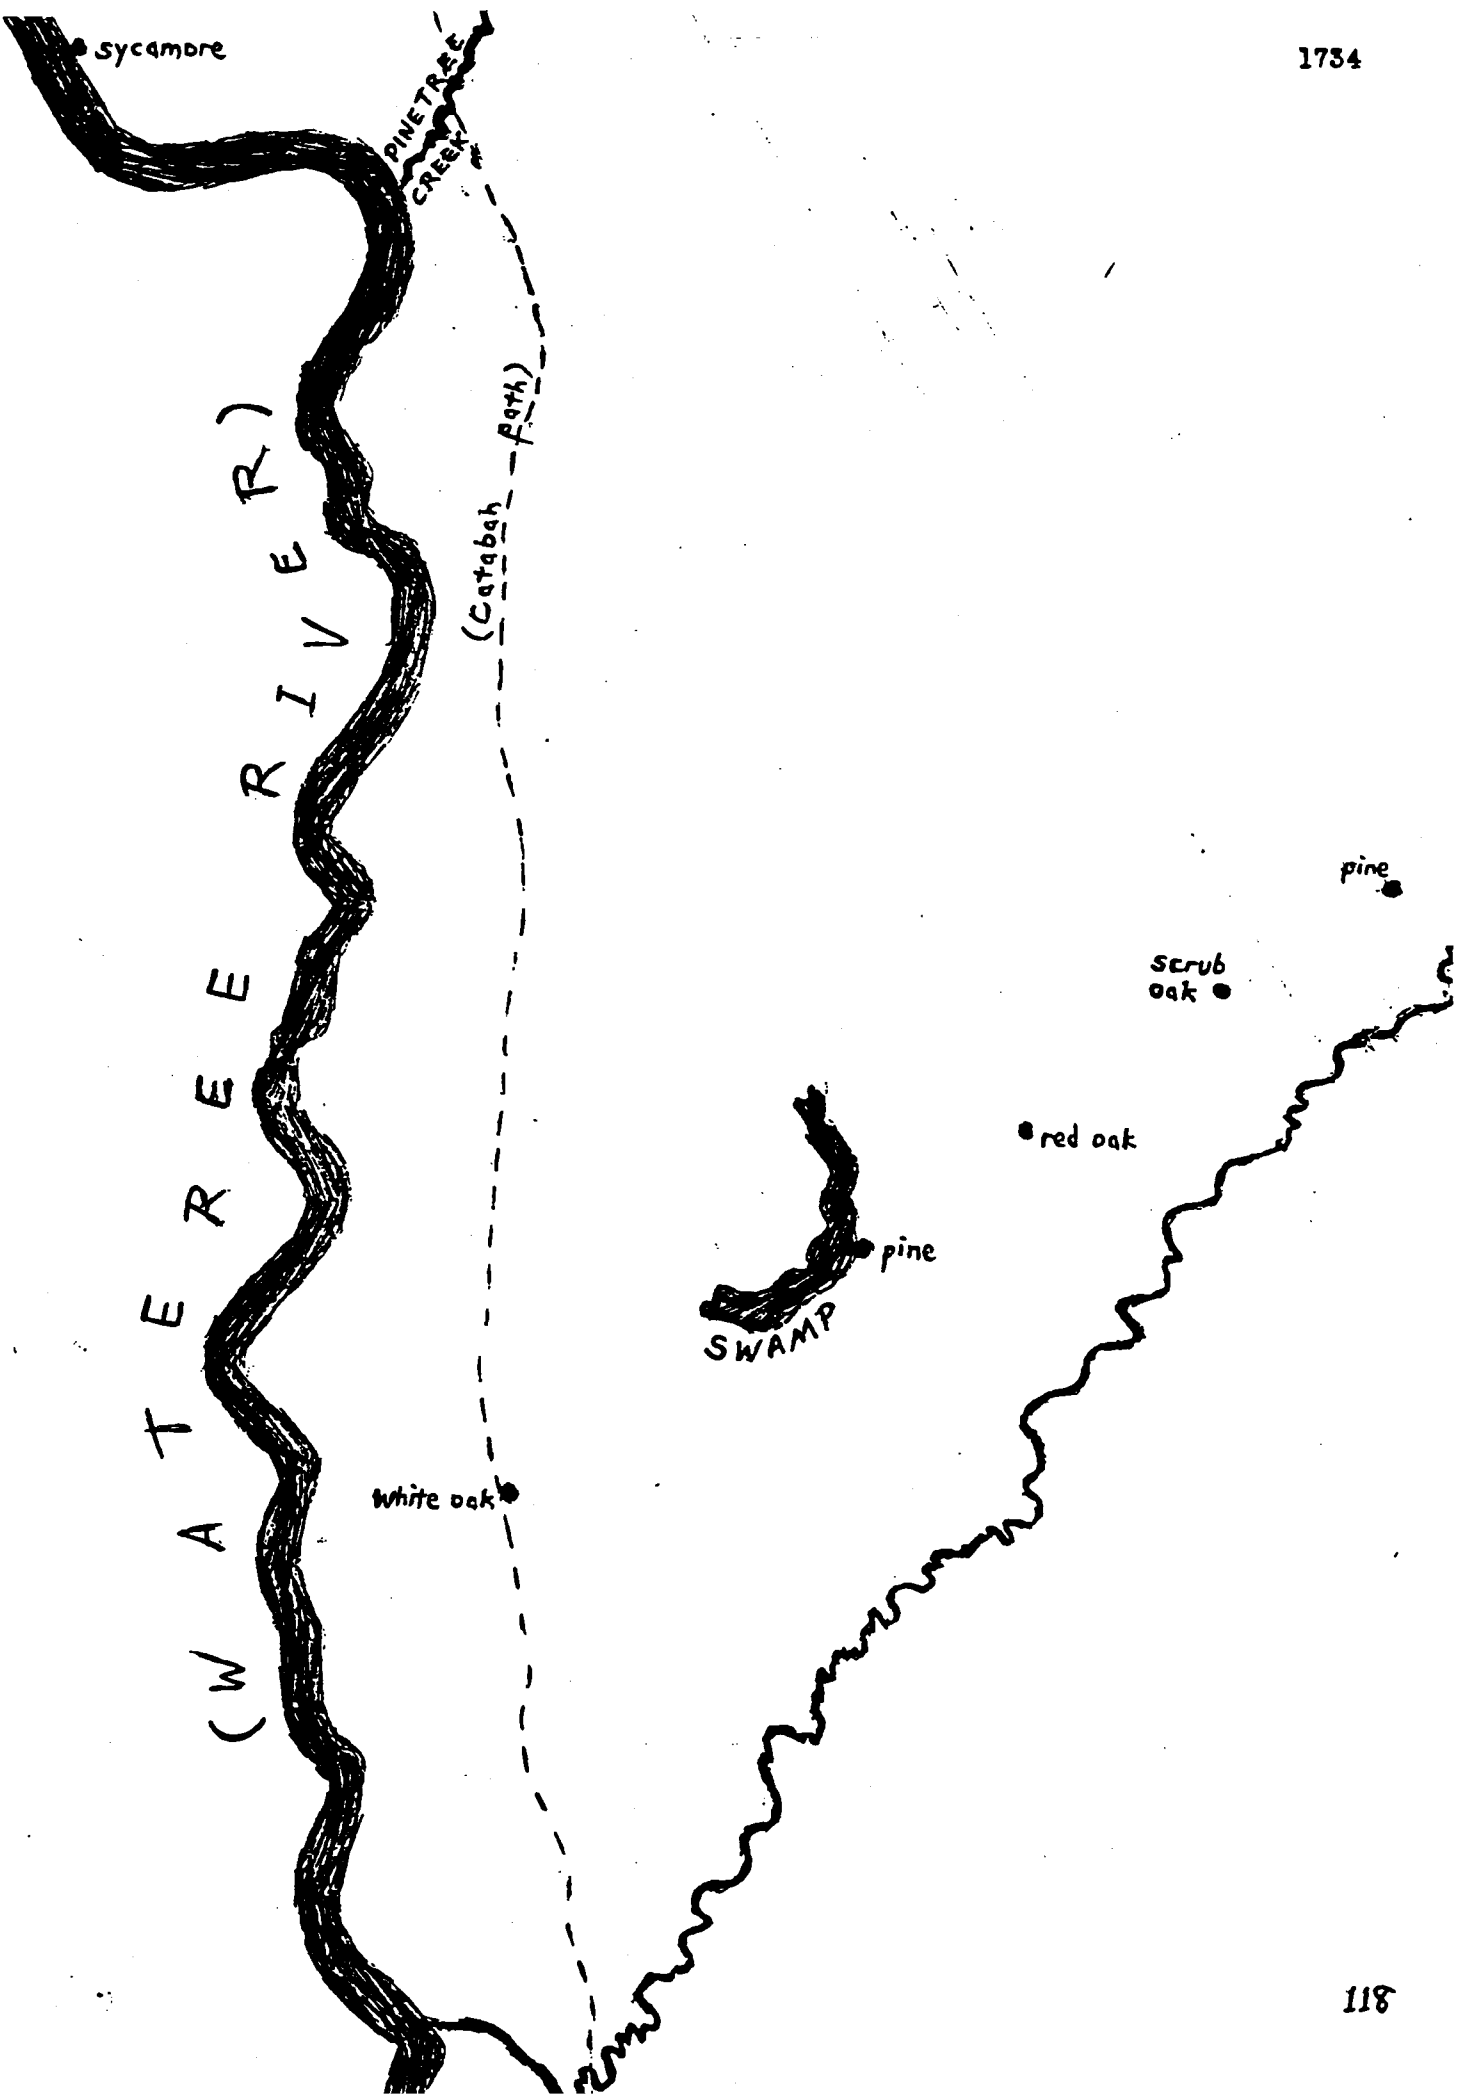 sycamore
1734
PINETREE
CREEK
(Catabah path)
(WATEREE RIVER)
pine
scrub
oak
red oak
pine
SWAMP
white oak
118